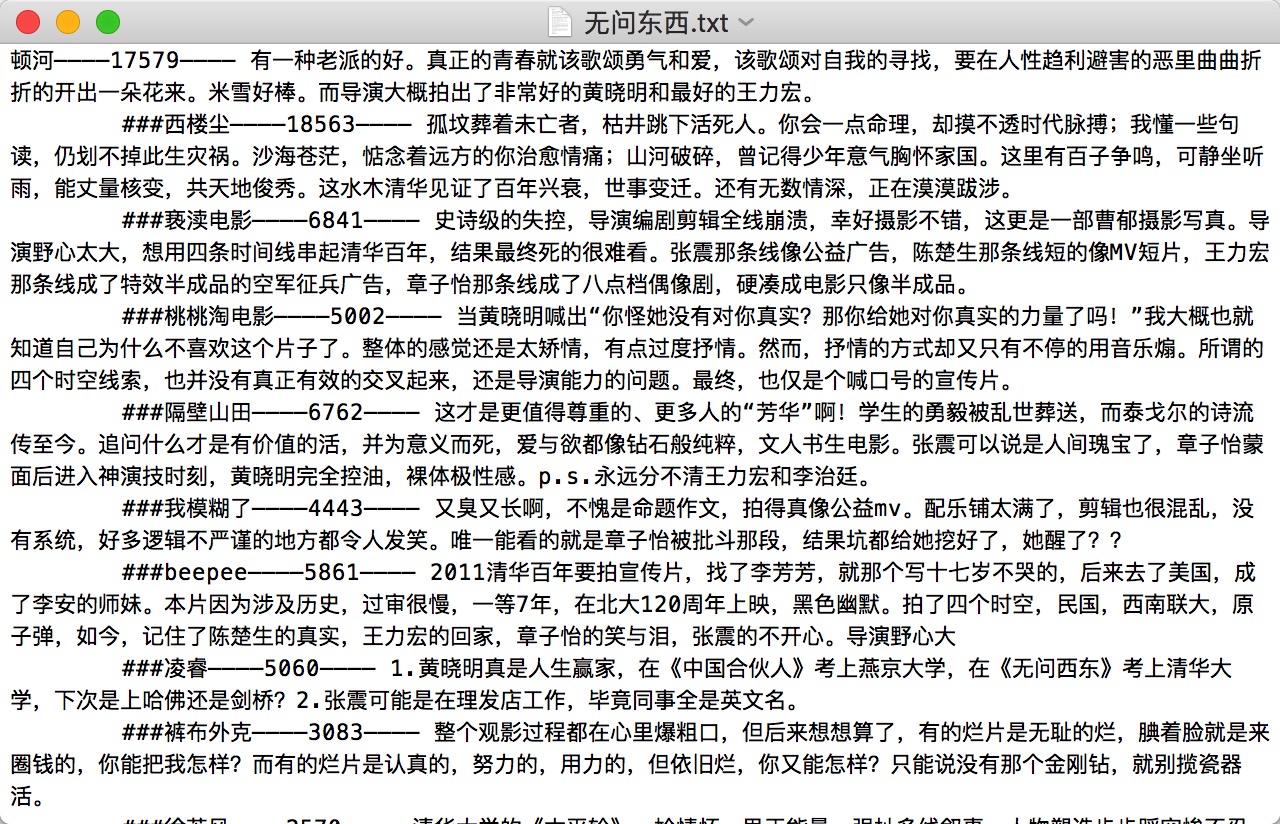 无问东西.txt
顿河————17579———— 有一种老派的好。真正的青春就该歌颂勇气和爱，该歌颂对自我的寻找，要在人性趋利避害的恶里曲曲折
折的开出一朵花来。米雪好棒。而导演大概拍出了非常好的黄晓明和最好的王力宏。
###西楼尘————18563———— 孤坟葬着未亡者，枯井跳下活死人。你会一点命理，却摸不透时代脉搏；我懂一些句
读，仍划不掉此生灾祸。沙海苍茫，惦念着远方的你治愈情痛；山河破碎，曾记得少年意气胸怀家国。这里有百子争鸣，可静坐听
雨，能丈量核变，共天地俊秀。这水木清华见证了百年兴衰，世事变迁。还有无数情深，正在漠漠跋涉。
###亵渎电影————6841———— 史诗级的失控，导演编剧剪辑全线崩溃，幸好摄影不错，这更是一部曹郁摄影写真。导
演野心太大，想用四条时间线串起清华百年，结果最终死的很难看。张震那条线像公益广告，陈楚生那条线短的像MV短片，王力宏
那条线成了特效半成品的空军征兵广告，章子怡那条线成了八点档偶像剧，硬凑成电影只像半成品。
###桃桃淘电影————5002———— 当黄晓明喊出“你怪她没有对你真实？那你给她对你真实的力量了吗！”我大概也就
知道自己为什么不喜欢这个片子了。整体的感觉还是太矫情，有点过度抒情。然而，抒情的方式却又只有不停的用音乐煽。所谓的
四个时空线索，也并没有真正有效的交叉起来，还是导演能力的问题。最终，也仅是个喊口号的宣传片。
###隔壁山田————6762———— 这才是更值得尊重的、更多人的“芳华”啊！学生的勇毅被乱世葬送，而泰戈尔的诗流
传至今。追问什么才是有价值的活，并为意义而死，爱与欲都像钻石般纯粹，文人书生电影。张震可以说是人间瑰宝了，章子怡蒙
面后进入神演技时刻，黄晓明完全控油，裸体极性感。p.s.永远分不清王力宏和李治廷。
###我模糊了————4443———— 又臭又长啊，不愧是命题作文，拍得真像公益mv。配乐铺太满了，剪辑也很混乱，没
有系统，好多逻辑不严谨的地方都令人发笑。唯一能看的就是章子怡被批斗那段，结果坑都给她挖好了，她醒了？？
###beepee————5861———— 2011清华百年要拍宣传片，找了李芳芳，就那个写十七岁不哭的，后来去了美国，成
了李安的师妹。本片因为涉及历史，过审很慢，一等7年，在北大120周年上映，黑色幽默。拍了四个时空，民国，西南联大，原
子弹，如今，记住了陈楚生的真实，王力宏的回家，章子怡的笑与泪，张震的不开心。导演野心大
###凌睿————5060———— 1.黄晓明真是人生赢家，在《中国合伙人》考上燕京大学，在《无问西东》考上清华大
学，下次是上哈佛还是剑桥？2.张震可能是在理发店工作，毕竟同事全是英文名。
###裤布外克————3083———— 整个观影过程都在心里爆粗口，但后来想想算了，有的烂片是无耻的烂，腆着脸就是来
圈钱的，你能把我怎样？而有的烂片是认真的，努力的，用力的，但依旧烂，你又能怎样？只能说没有那个金刚钻，就别揽瓷器
活。